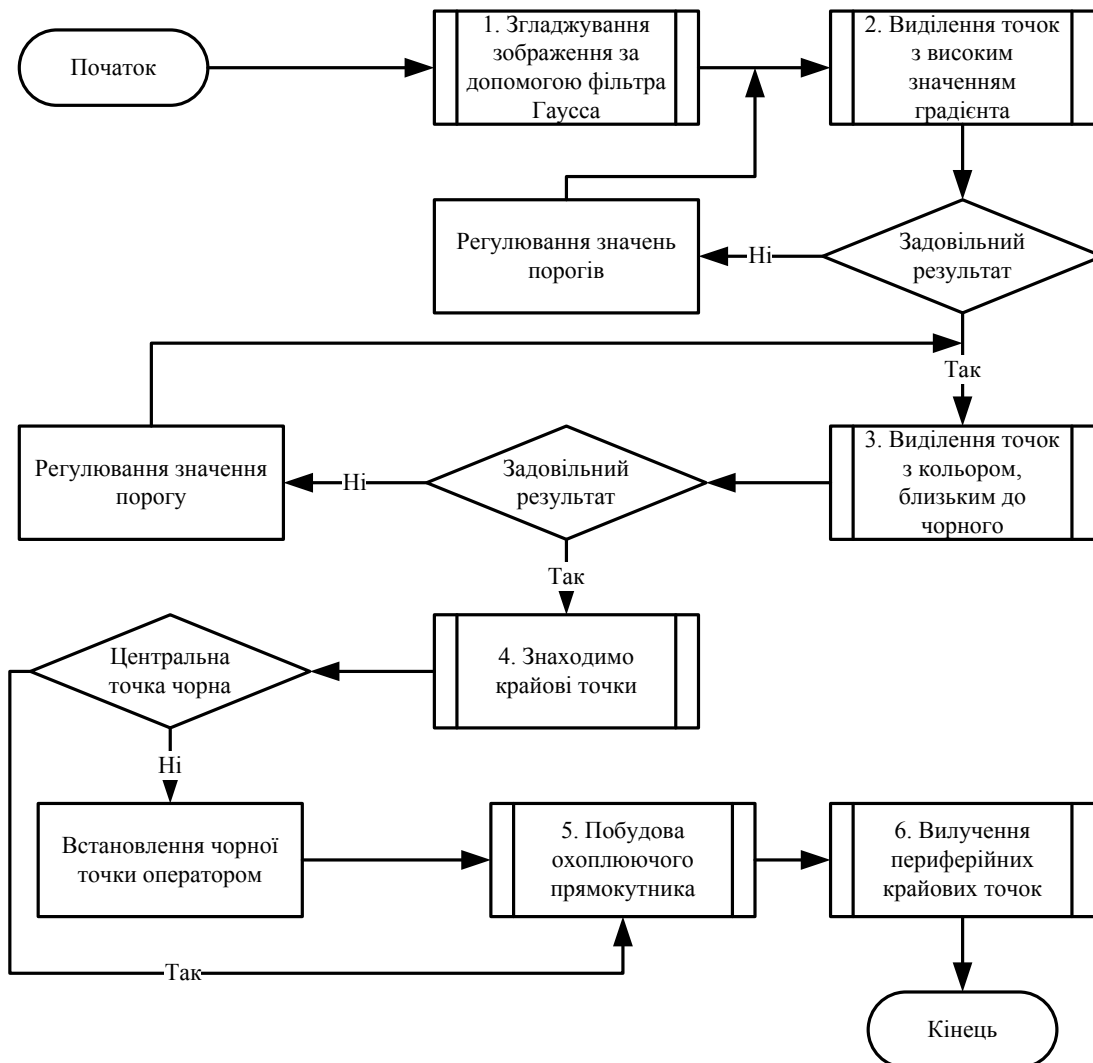 Початок
1. Згладжування
зображення за
допомогою фільтра
Гаусса
2. Виділення точок
з високим
значенням
градієнта
Регулювання значень
порогів
Ні
Задовільний
результат
Так
Регулювання значення
порогу
Ні
Задовільний
результат
3. Виділення точок
з кольором,
близьким до
чорного
Так
Центральна
точка чорна
4. Знаходимо
крайові точки
Ні
Встановлення чорної
точки оператором
5. Побудова
охоплюючого
прямокутника
6. Вилучення
периферійних
крайових точок
Так
Кінець